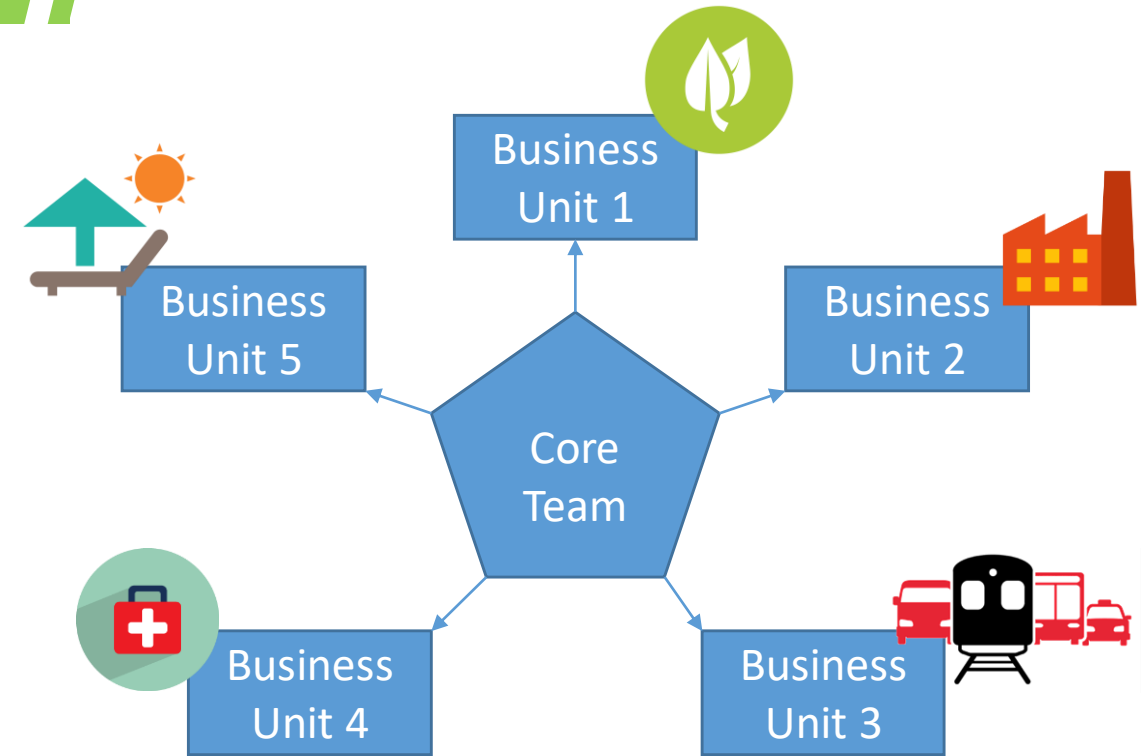 Business
Unit 1
Business
Unit 5
Business
Unit 2
Core
Team
Business
Unit 4
Business
Unit 3